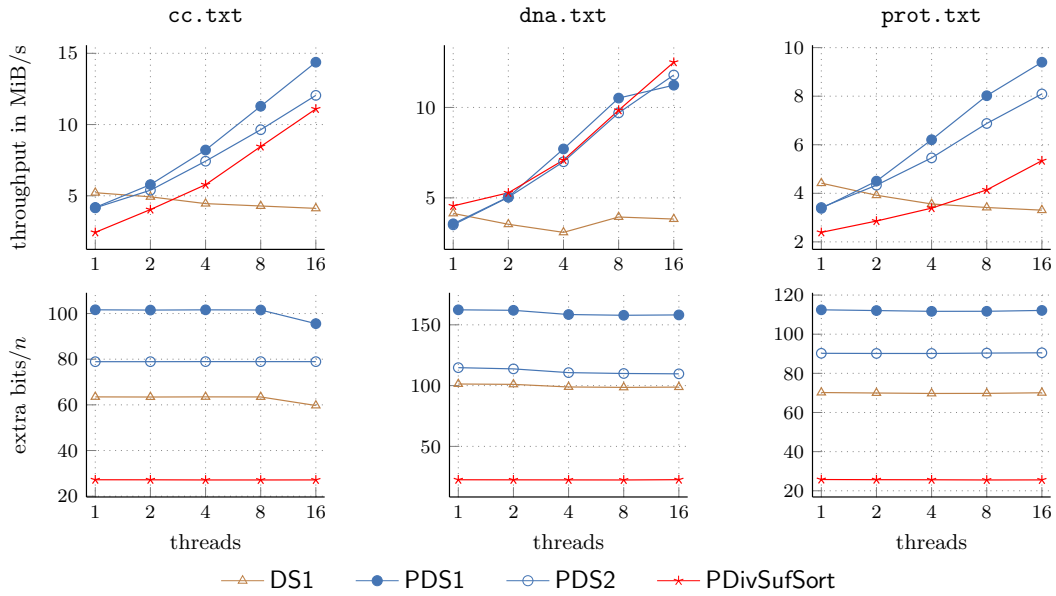 cc.txt dna.txt prot.txt
throughput in MiB/s
15
10
5
1 2 4 8 16
10
5
1 2 4 8 16
10
8
6
4
2
1 2 4 8 16
extra bits/n
100
80
60
40
20
1 2 4 8 16
threads
150
100
50
1 2 4 8 16
threads
120
100
80
60
40
20
1 2 4 8 16
threads
DS1 PDS1 PDS2 PDivSufSort